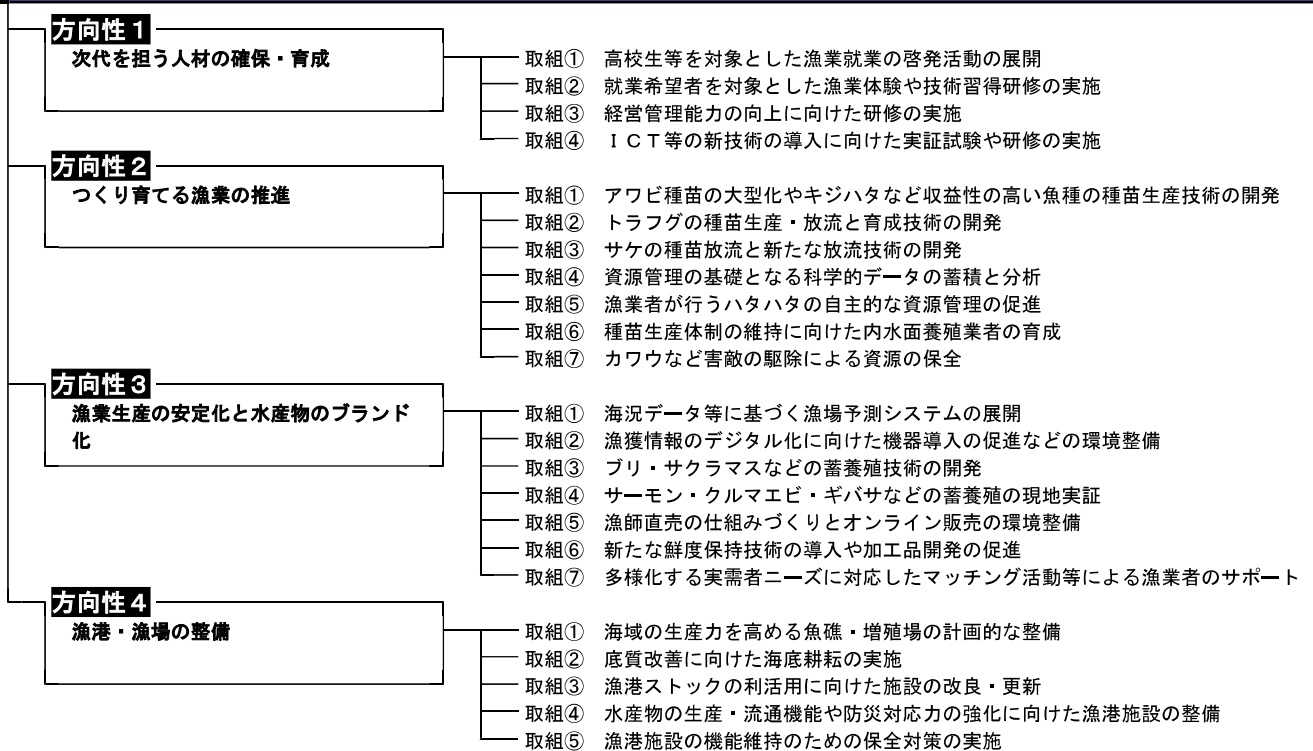 方向性1
次代を担う人材の確保・育成
取組① 高校生等を対象とした漁業就業の啓発活動の展開
取組② 就業希望者を対象とした漁業体験や技術習得研修の実施
取組③ 経営管理能力の向上に向けた研修の実施
取組④ ICT等の新技術の導入に向けた実証試験や研修の実施
方向性2
つくり育てる漁業の推進
取組① アワビ種苗の大型化やキジハタなど収益性の高い魚種の種苗生産技術の開発
取組② トラフグの種苗生産・放流と育成技術の開発
取組③ サケの種苗放流と新たな放流技術の開発
取組④ 資源管理の基礎となる科学的データの蓄積と分析
取組⑤ 漁業者が行うハタハタの自主的な資源管理の促進
取組⑥ 種苗生産体制の維持に向けた内水面養殖業者の育成
取組⑦ カワウなど害敵の駆除による資源の保全
方向性3
漁業生産の安定化と水産物のブランド
化
取組① 海況データ等に基づく漁場予測システムの展開
取組② 漁獲情報のデジタル化に向けた機器導入の促進などの環境整備
取組③ ブリ・サクラマスなどの蓄養殖技術の開発
取組④ サーモン・クルマエビ・ギバサなどの蓄養殖の現地実証
取組⑤ 漁師直売の仕組みづくりとオンライン販売の環境整備
取組⑥ 新たな鮮度保持技術の導入や加工品開発の促進
取組⑦ 多様化する実需者ニーズに対応したマッチング活動等による漁業者のサポート
方向性4
漁港・漁場の整備
取組① 海域の生産力を高める魚礁・増殖場の計画的な整備
取組② 底質改善に向けた海底耕耘の実施
取組③ 漁港ストックの利活用に向けた施設の改良・更新
取組④ 水産物の生産・流通機能や防災対応力の強化に向けた漁港施設の整備
取組⑤ 漁港施設の機能維持のための保全対策の実施